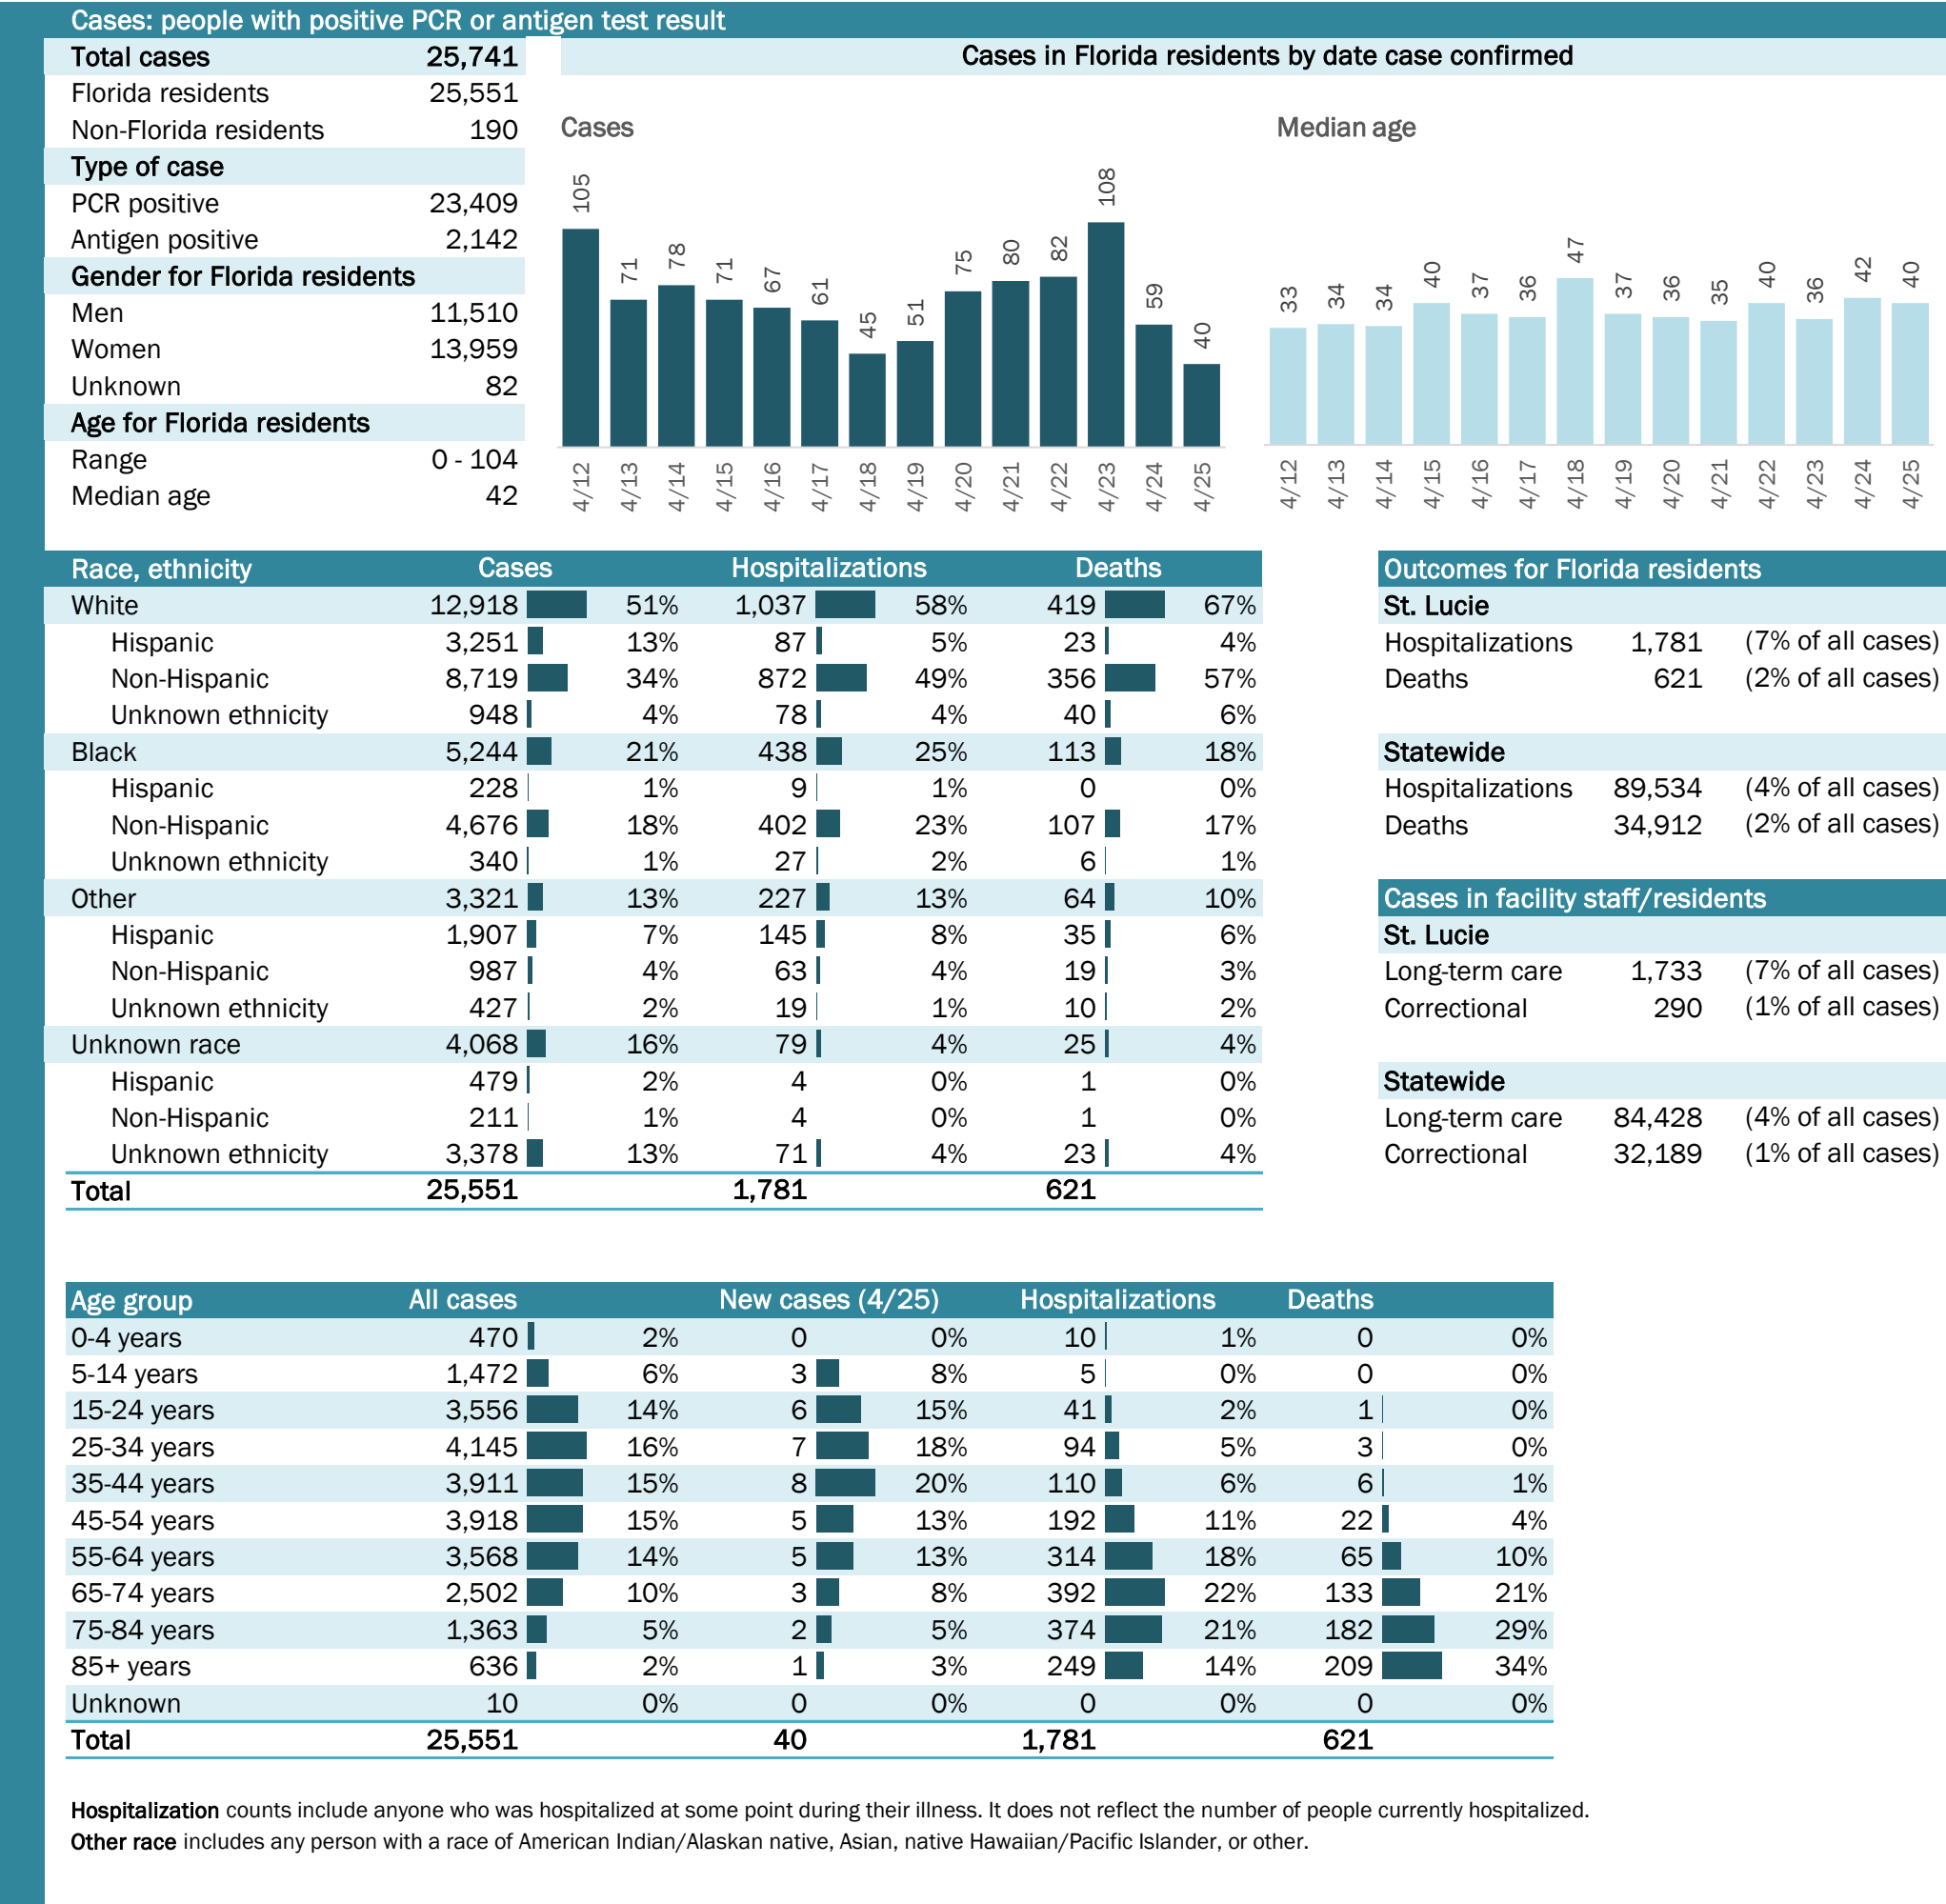 Cases: people with positive PCR or antigen test result
Total cases 25,741
Florida residents 25,551
Non-Florida residents 190
Type of case
PCR positive 23,409
Antigen positive 2,142
Gender for Florida residents
Men 11,510
Women 13,959
Unknown 82
Age for Florida residents
Range 0 - 104
Median age 42
Cases in Florida residents by date case confirmed
Cases
105 71 78 71 67 61 45 51 75 80 82 108 59 40
4/12 4/13 4/14 4/15 4/16 4/17 4/18 4/19 4/20 4/21 4/22 4/23 4/24 4/25
Median age
33 34 34 40 37 36 47 37 36 35 40 36 42 40
4/12 4/13 4/14 4/15 4/16 4/17 4/18 4/19 4/20 4/21 4/22 4/23 4/24 4/25
Race, ethnicity Cases Hospitalizations Deaths
White 12,918 51% 1,037 58% 419 67%
Hispanic 3,251 13% 87 5% 23 4%
Non-Hispanic 8,719 34% 872 49% 356 57%
Unknown ethnicity 948 4% 78 4% 40 6%
Black 5,244 21% 438 25% 113 18%
Hispanic 228 1% 9 1% 0 0%
Non-Hispanic 4,676 18% 402 23% 107 17%
Unknown ethnicity 340 1% 27 2% 6 1%
Other 3,321 13% 227 13% 64 10%
Hispanic 1,907 7% 145 8% 35 6%
Non-Hispanic 987 4% 63 4% 19 3%
Unknown ethnicity 427 2% 19 1% 10 2%
Unknown race 4,068 16% 79 4% 25 4%
Hispanic 479 2% 4 0% 1 0%
Non-Hispanic 211 1% 4 0% 1 0%
Unknown ethnicity 3,378 13% 71 4% 23 4%
Total 25,551 1,781 621
Outcomes for Florida residents
St. Lucie
Hospitalizations 1,781 (7% of all cases)
Deaths 621 (2% of all cases)
Statewide
Hospitalizations 89,534 (4% of all cases)
Deaths 34,912 (2% of all cases)
Cases in facility staff/residents
St. Lucie
Long-term care 1,733 (7% of all cases)
Correctional 290 (1% of all cases)
Statewide
Long-term care 84,428 (4% of all cases)
Correctional 32,189 (1% of all cases)
Age group All cases New cases (4/25) Hospitalizations Deaths
0-4 years 470 2% 0 0% 10 1% 0 0%
5-14 years 1,472 6% 3 8% 5 0% 0 0%
15-24 years 3,556 14% 6 15% 41 2% 1 0%
25-34 years 4,145 16% 7 18% 94 5% 3 0%
35-44 years 3,911 15% 8 20% 110 6% 6 1%
45-54 years 3,918 15% 5 13% 192 11% 22 4%
55-64 years 3,568 14% 5 13% 314 18% 65 10%
65-74 years 2,502 10% 3 8% 392 22% 133 21%
75-84 years 1,363 5% 2 5% 374 21% 182 29%
85+ years 636 2% 1 3% 249 14% 209 34%
Unknown 10 0% 0 0% 0 0% 0 0%
Total 25,551 40 1,781 621
Hospitalization counts include anyone who was hospitalized at some point during their illness. It does not reflect the number of people currently hospitalized.
Other race includes any person with a race of American Indian/Alaskan native, Asian, native Hawaiian/Pacific Islander, or other.